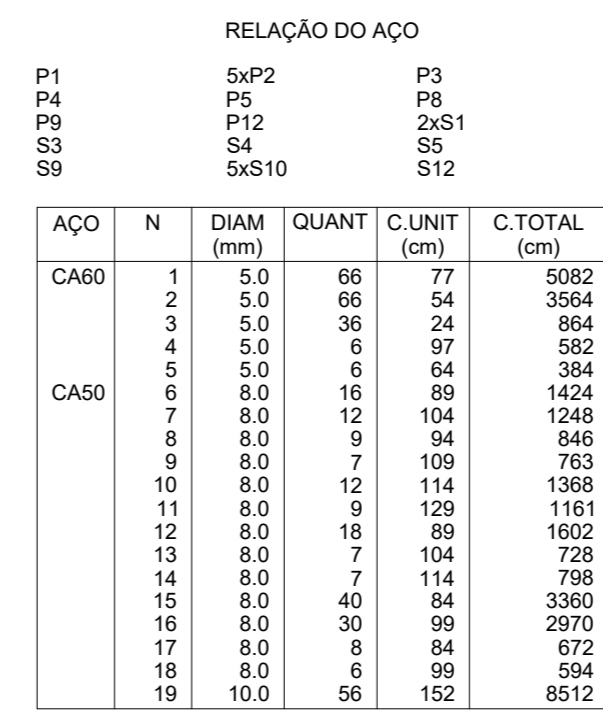 RELAÇÃO DO AÇO
P1 5xP2 P3
P4 P5 P8
P9 P12 2xS1
S3 S4 S5
S9 5xS10 S12
AÇO N DIAM QUANT C.UNIT C.TOTAL
(mm) (cm) (cm)
CA60 1 5.0 66 77 5082
2 5.0 66 54 3564
3 5.0 36 24 864
4 5.0 6 97 582
5 5.0 6 64 384
CA50 6 8.0 16 89 1424
7 8.0 12 104 1248
8 8.0 9 94 846
9 8.0 7 109 763
10 8.0 12 114 1368
11 8.0 9 129 1161
12 8.0 18 89 1602
13 8.0 7 104 728
14 8.0 7 114 798
15 8.0 40 84 3360
16 8.0 30 99 2970
17 8.0 8 84 672
18 8.0 6 99 594
19 10.0 56 152 8512